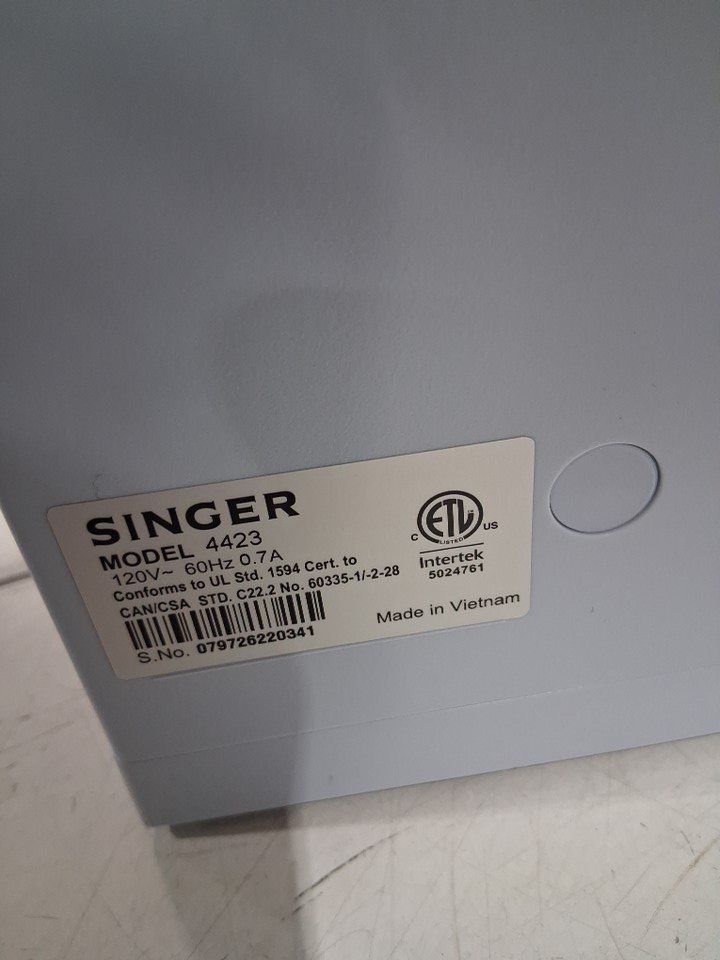 SINGER
MODEL 4423
120V~ 60Hz 0.7A
Conforms to UL Std. 1594 Cert. to
CAN/CSA STD. C22.2 No. 60335-1/-2-28
S.No. 079726220341
C ETL US
LISTED
Intertek
5024761
Made in Vietnam